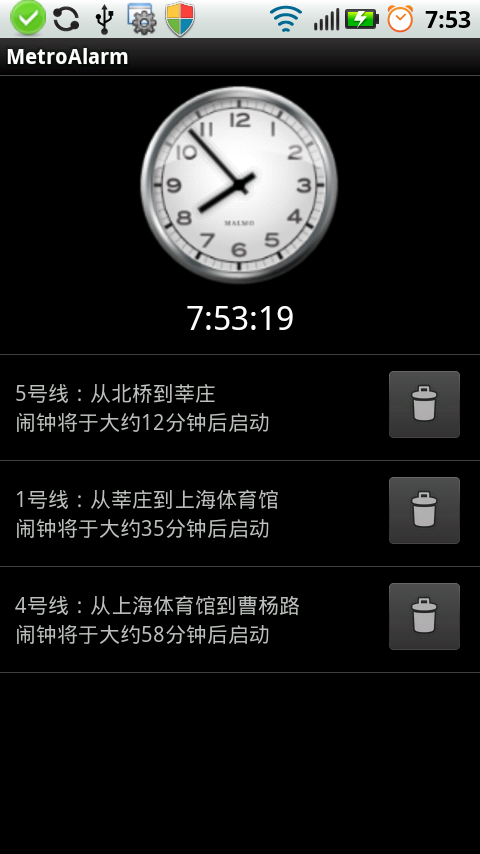 7:53
MetroAlarm
12
11
1
10
2
9
3
8
4
7
5
6
MALMO
7:53:19
5号线：从北桥到莘庄
闹钟将于大约12分钟后启动
1号线：从莘庄到上海体育馆
闹钟将于大约35分钟后启动
4号线：从上海体育馆到曹杨路
闹钟将于大约58分钟后启动